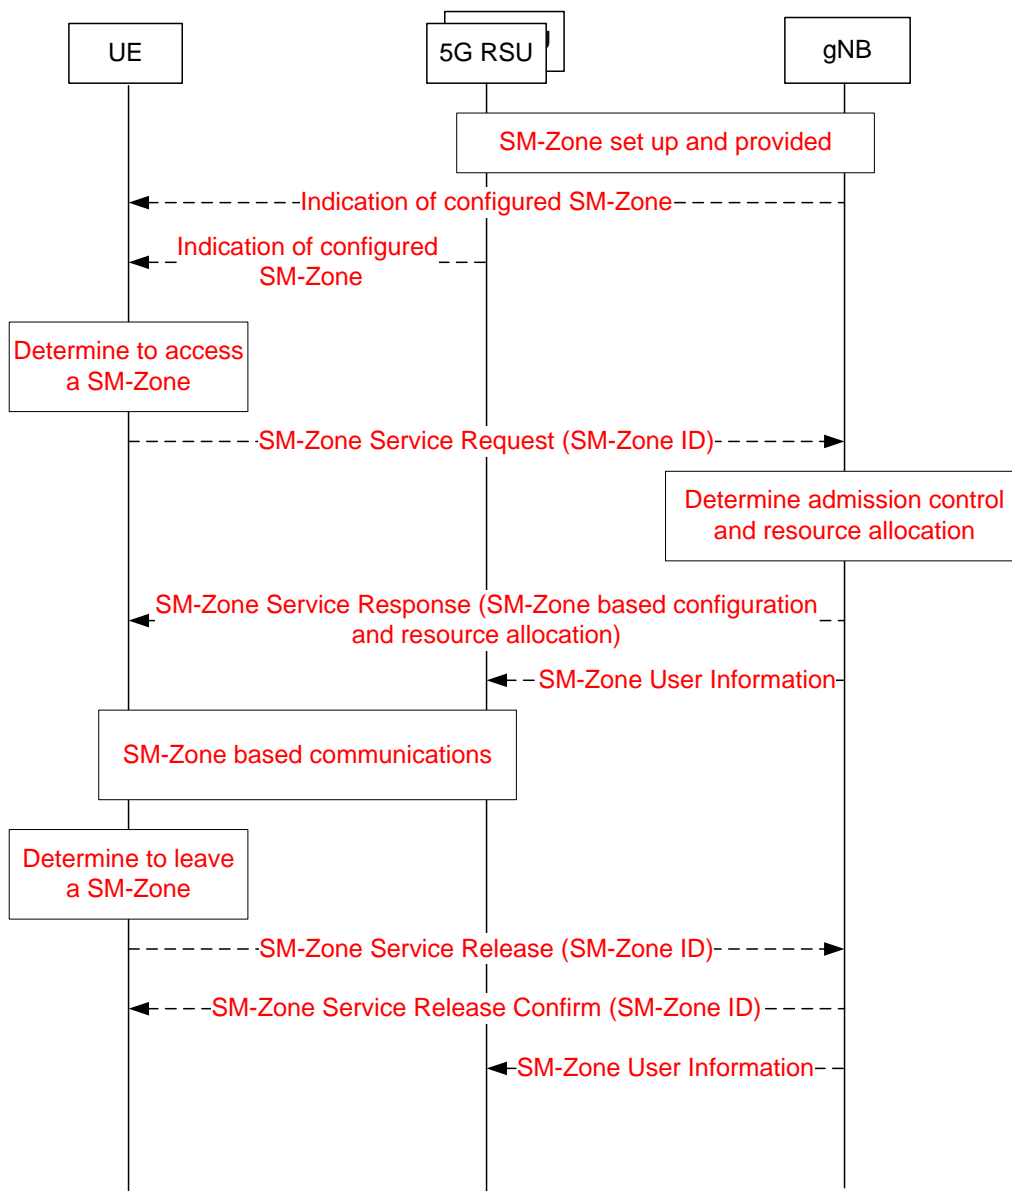 UE
5G RSU
gNB
SM-Zone set up and provided
Indication of configured SM-Zone
Indication of configured
SM-Zone
Determine to access
a SM-Zone
SM-Zone Service Request (SM-Zone ID)
Determine admission control
and resource allocation
SM-Zone Service Response (SM-Zone based configuration
and resource allocation)
SM-Zone User Information
SM-Zone based communications
Determine to leave
a SM-Zone
SM-Zone Service Release (SM-Zone ID)
SM-Zone Service Release Confirm (SM-Zone ID)
SM-Zone User Information